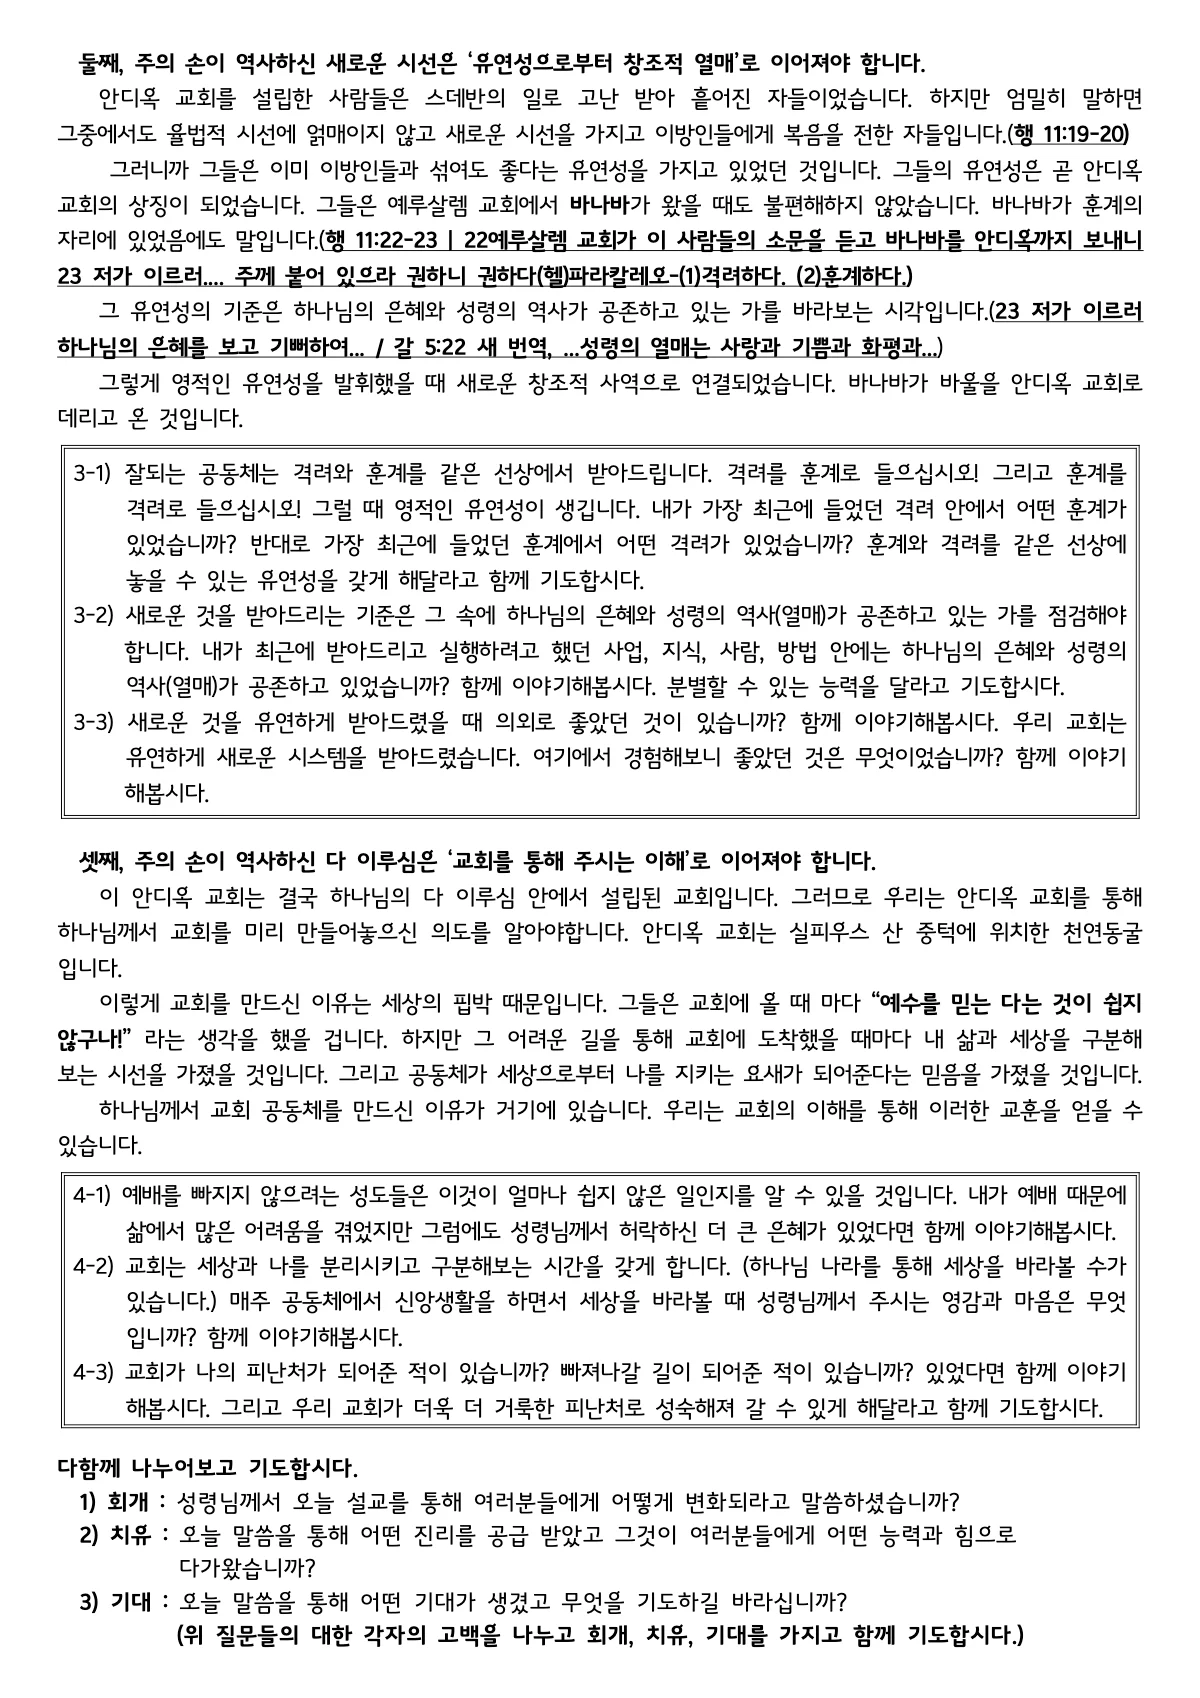 둘째, 주의 손이 역사하신 새로운 시선은 ‘유연성으로부터 창조적 열매’로 이어져야 합니다.
안디옥 교회를 설립한 사람들은 스데반의 일로 고난 받아 흩어진 자들이었습니다. 하지만 엄밀히 말하면
그중에서도 율법적 시선에 얽매이지 않고 새로운 시선을 가지고 이방인들에게 복음을 전한 자들입니다.(행 11:19-20)
그러니까 그들은 이미 이방인들과 섞여도 좋다는 유연성을 가지고 있었던 것입니다. 그들의 유연성은 곧 안디옥
교회의 상징이 되었습니다. 그들은 예루살렘 교회에서 바나바가 왔을 때도 불편해하지 않았습니다. 바나바가 훈계의
자리에 있었음에도 말입니다.(행 11:22-23 | 22예루살렘 교회가 이 사람들의 소문을 듣고 바나바를 안디옥까지 보내니
23 저가 이르러.... 주께 붙어 있으라 권하니 권하다(헬)파라칼레오-(1)격려하다. (2)훈계하다.)
그 유연성의 기준은 하나님의 은혜와 성령의 역사가 공존하고 있는 가를 바라보는 시각입니다.(23 저가 이르러
하나님의 은혜를 보고 기뻐하여... / 갈 5:22 새 번역, ...성령의 열매는 사랑과 기쁨과 화평과...)
그렇게 영적인 유연성을 발휘했을 때 새로운 창조적 사역으로 연결되었습니다. 바나바가 바울을 안디옥 교회로
데리고 온 것입니다.
3-1) 잘되는 공동체는 격려와 훈계를 같은 선상에서 받아드립니다. 격려를 훈계로 들으십시오! 그리고 훈계를
격려로 들으십시오! 그럴 때 영적인 유연성이 생깁니다. 내가 가장 최근에 들었던 격려 안에서 어떤 훈계가
있었습니까? 반대로 가장 최근에 들었던 훈계에서 어떤 격려가 있었습니까? 훈계와 격려를 같은 선상에
놓을 수 있는 유연성을 갖게 해달라고 함께 기도합시다.
3-2) 새로운 것을 받아드리는 기준은 그 속에 하나님의 은혜와 성령의 역사(열매)가 공존하고 있는 가를 점검해야
합니다. 내가 최근에 받아드리고 실행하려고 했던 사업, 지식, 사람, 방법 안에는 하나님의 은혜와 성령의
역사(열매)가 공존하고 있었습니까? 함께 이야기해봅시다. 분별할 수 있는 능력을 달라고 기도합시다.
3-3) 새로운 것을 유연하게 받아드렸을 때 의외로 좋았던 것이 있습니까? 함께 이야기해봅시다. 우리 교회는
유연하게 새로운 시스템을 받아드렸습니다. 여기에서 경험해보니 좋았던 것은 무엇이었습니까? 함께 이야기
해봅시다.
셋째, 주의 손이 역사하신 다 이루심은 ‘교회를 통해 주시는 이해’로 이어져야 합니다.
이 안디옥 교회는 결국 하나님의 다 이루심 안에서 설립된 교회입니다. 그러므로 우리는 안디옥 교회를 통해
하나님께서 교회를 미리 만들어놓으신 의도를 알아야합니다. 안디옥 교회는 실피우스 산 중턱에 위치한 천연동굴
입니다.
이렇게 교회를 만드신 이유는 세상의 핍박 때문입니다. 그들은 교회에 올 때 마다 “예수를 믿는 다는 것이 쉽지
않구나!” 라는 생각을 했을 겁니다. 하지만 그 어려운 길을 통해 교회에 도착했을 때마다 내 삶과 세상을 구분해
보는 시선을 가졌을 것입니다. 그리고 공동체가 세상으로부터 나를 지키는 요새가 되어준다는 믿음을 가졌을 것입니다.
하나님께서 교회 공동체를 만드신 이유가 거기에 있습니다. 우리는 교회의 이해를 통해 이러한 교훈을 얻을 수
있습니다.
4-1) 예배를 빠지지 않으려는 성도들은 이것이 얼마나 쉽지 않은 일인지를 알 수 있을 것입니다. 내가 예배 때문에
삶에서 많은 어려움을 겪었지만 그럼에도 성령님께서 허락하신 더 큰 은혜가 있었다면 함께 이야기해봅시다.
4-2) 교회는 세상과 나를 분리시키고 구분해보는 시간을 갖게 합니다. (하나님 나라를 통해 세상을 바라볼 수가
있습니다.) 매주 공동체에서 신앙생활을 하면서 세상을 바라볼 때 성령님께서 주시는 영감과 마음은 무엇
입니까? 함께 이야기해봅시다.
4-3) 교회가 나의 피난처가 되어준 적이 있습니까? 빠져나갈 길이 되어준 적이 있습니까? 있었다면 함께 이야기
해봅시다. 그리고 우리 교회가 더욱 더 거룩한 피난처로 성숙해져 갈 수 있게 해달라고 함께 기도합시다.
다함께 나누어보고 기도합시다.
1) 회개 : 성령님께서 오늘 설교를 통해 여러분들에게 어떻게 변화되라고 말씀하셨습니까?
2) 치유 : 오늘 말씀을 통해 어떤 진리를 공급 받았고 그것이 여러분들에게 어떤 능력과 힘으로
다가왔습니까?
3) 기대 : 오늘 말씀을 통해 어떤 기대가 생겼고 무엇을 기도하길 바라십니까?
(위 질문들의 대한 각자의 고백을 나누고 회개, 치유, 기대를 가지고 함께 기도합시다.)